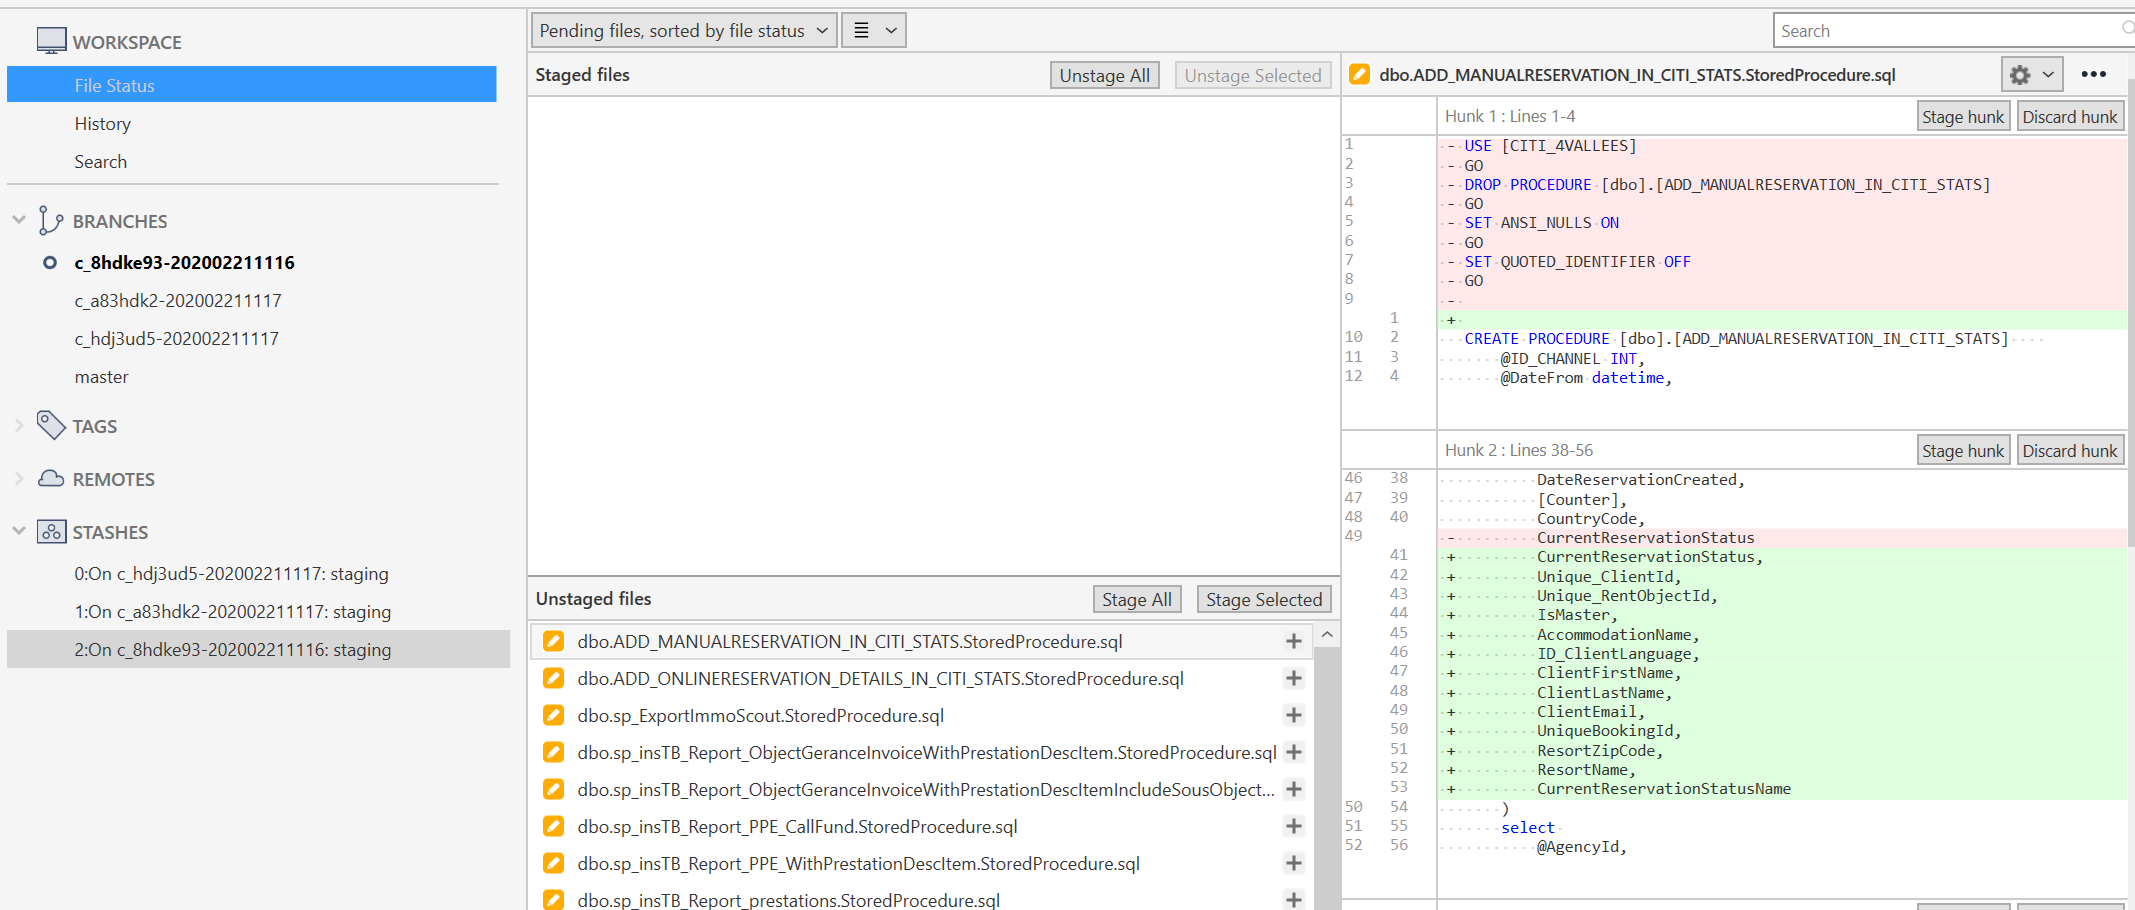 WORKSPACE
File Status
History
Search
BRANCHES
c_8hdke93-202002211116
c_a83hdk2-202002211117
c_hdj3ud5-202002211117
master
TAGS
REMOTES
STASHES
0:On c_hdj3ud5-202002211117: staging
1:On c_a83hdk2-202002211117: staging
2:On c_8hdke93-202002211116: staging
Pending files, sorted by file status
Search
Staged files
Unstage All
Unstage Selected
Unstaged files
Stage All
Stage Selected
dbo.ADD_MANUALRESERVATION_IN_CITI_STATS.StoredProcedure.sql
dbo.ADD_ONLINERESERVATION_DETAILS_IN_CITI_STATS.StoredProcedure.sql
dbo.sp_ExportImmoScout.StoredProcedure.sql
dbo.sp_insTB_Report_ObjectGeranceInvoiceWithPrestationDescItem.StoredProcedure.sql
dbo.sp_insTB_Report_ObjectGeranceInvoiceWithPrestationDescItemIncludeSousObject...
dbo.sp_insTB_Report_PPE_CallFund.StoredProcedure.sql
dbo.sp_insTB_Report_PPE_WithPrestationDescItem.StoredProcedure.sql
dbo.sp_insTB_Report_prestations.StoredProcedure.sql
dbo.ADD_MANUALRESERVATION_IN_CITI_STATS.StoredProcedure.sql
Hunk 1 : Lines 1-4
Stage hunk
Discard hunk
1 - USE [CITI_4VALLEES]
2 - GO
3 - DROP PROCEDURE [dbo].[ADD_MANUALRESERVATION_IN_CITI_STATS]
4 - GO
5 - SET ANSI_NULLS ON
6 - GO
7 - SET QUOTED_IDENTIFIER OFF
8 - GO
9 -
1 +
10 2 CREATE PROCEDURE [dbo].[ADD_MANUALRESERVATION_IN_CITI_STATS]
11 3 @ID_CHANNEL INT,
12 4 @DateFrom datetime,
Hunk 2 : Lines 38-56
Stage hunk
Discard hunk
46 38 DateReservationCreated,
47 39 [Counter],
48 40 CountryCode,
49 - CurrentReservationStatus
41 + CurrentReservationStatus,
42 + Unique_ClientId,
43 + Unique_RentObjectId,
44 + IsMaster,
45 + AccommodationName,
46 + ID_ClientLanguage,
47 + ClientFirstName,
48 + ClientLastName,
49 + ClientEmail,
50 + UniqueBookingId,
51 + ResortZipCode,
52 + ResortName,
53 + CurrentReservationStatusName
50 54 )
51 55 select
52 56 @AgencyId,